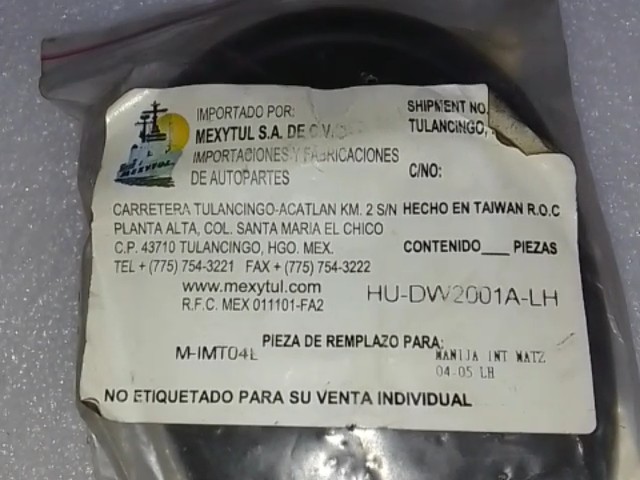 IMPORTADO POR:
MEXYTUL S.A. DE C.V.
IMPORTACIONES Y FABRICACIONES
DE AUTOPARTES
MEXYTUL
SHIPMENT NO.
TULANCINGO,
C/NO:
CARRETERA TULANCINGO-ACATLAN KM. 2 S/N
PLANTA ALTA, COL. SANTA MARIA EL CHICO
C.P. 43710 TULANCINGO, HGO. MEX.
TEL + (775) 754-3221 FAX + (775) 754-3222
www.mexytul.com
R.F.C. MEX 011101-FA2
HECHO EN TAIWAN R.O.C
CONTENIDO____ PIEZAS
HU-DW2001A-LH
PIEZA DE REMPLAZO PARA:
M-IMT04L
MANIJA INT MATZ
04-05 LH
NO ETIQUETADO PARA SU VENTA INDIVIDUAL